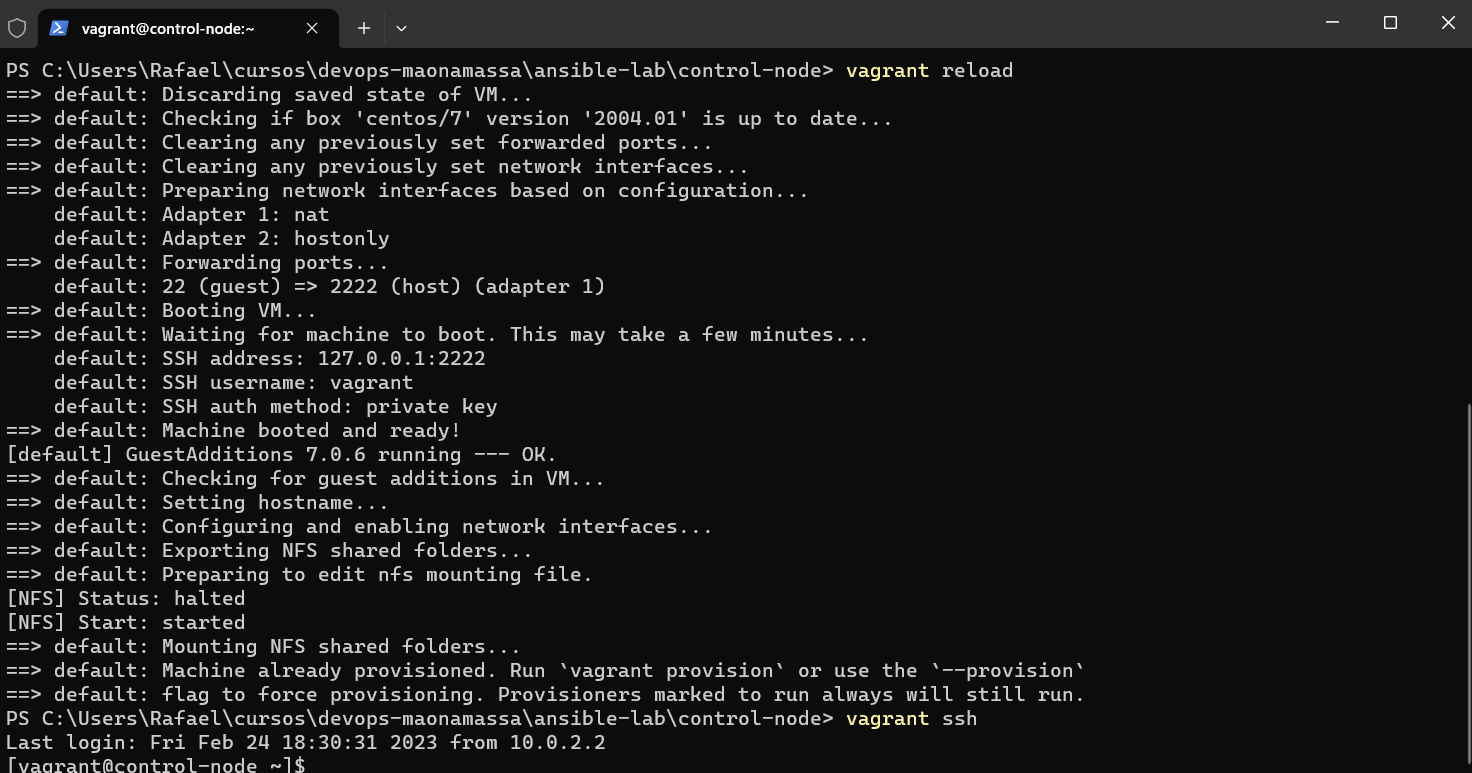 vagrant@control-node:~
PS C:\Users\Rafael\cursos\devops-maonamassa\ansible-lab\control-node> vagrant reload
==> default: Discarding saved state of VM...
==> default: Checking if box 'centos/7' version '2004.01' is up to date...
==> default: Clearing any previously set forwarded ports...
==> default: Clearing any previously set network interfaces...
==> default: Preparing network interfaces based on configuration...
    default: Adapter 1: nat
    default: Adapter 2: hostonly
==> default: Forwarding ports...
    default: 22 (guest) => 2222 (host) (adapter 1)
==> default: Booting VM...
==> default: Waiting for machine to boot. This may take a few minutes...
    default: SSH address: 127.0.0.1:2222
    default: SSH username: vagrant
    default: SSH auth method: private key
==> default: Machine booted and ready!
[default] GuestAdditions 7.0.6 running --- OK.
==> default: Checking for guest additions in VM...
==> default: Setting hostname...
==> default: Configuring and enabling network interfaces...
==> default: Exporting NFS shared folders...
==> default: Preparing to edit nfs mounting file.
[NFS] Status: halted
[NFS] Start: started
==> default: Mounting NFS shared folders...
==> default: Machine already provisioned. Run `vagrant provision` or use the `--provision`
==> default: flag to force provisioning. Provisioners marked to run always will still run.
PS C:\Users\Rafael\cursos\devops-maonamassa\ansible-lab\control-node> vagrant ssh
Last login: Fri Feb 24 18:30:31 2023 from 10.0.2.2
[vagrant@control-node ~]$